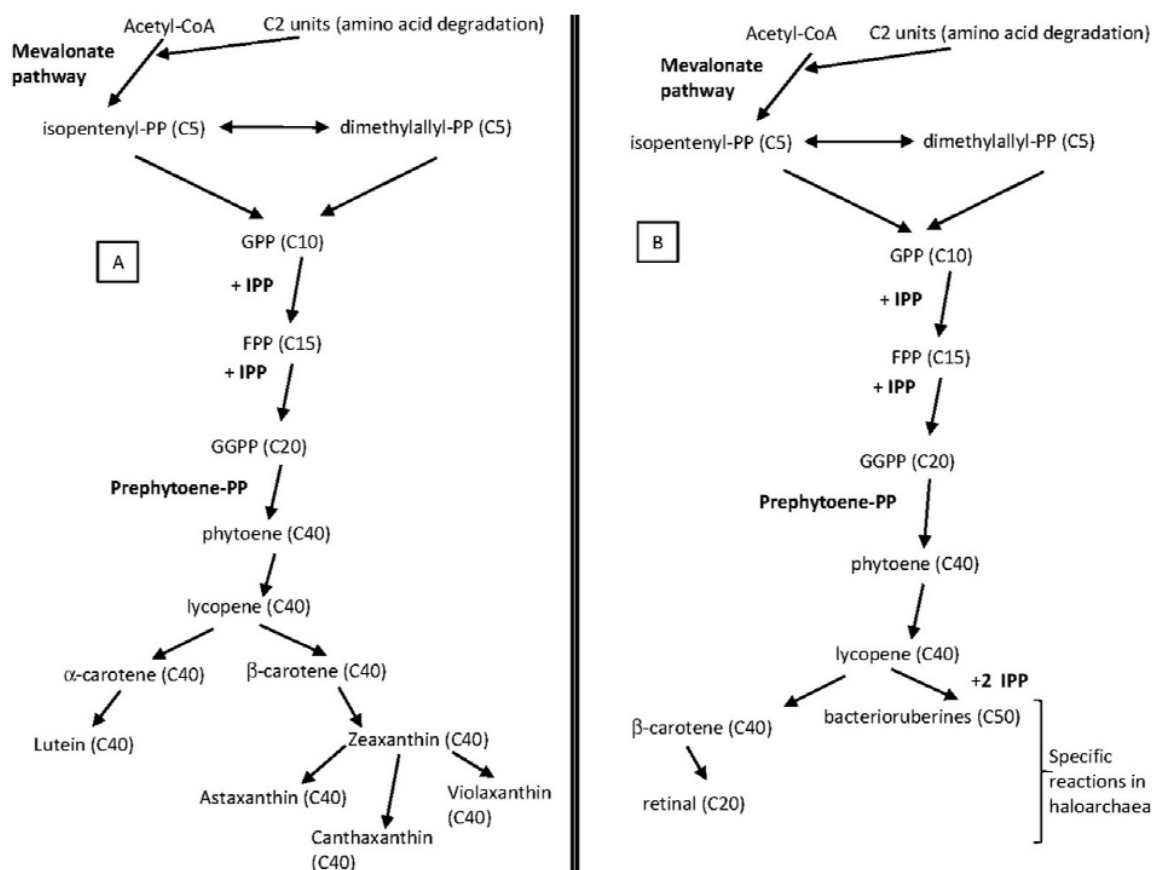 Acetyl-CoA
C2 units (amino acid degradation)
Mevalonate
pathway
isopentenyl-PP (C5)
dimethylallyl-PP (C5)
A
GPP (C10)
+ IPP
FPP (C15)
+ IPP
GGPP (C20)
Prephytoene-PP
phytoene (C40)
lycopene (C40)
α-carotene (C40)
β-carotene (C40)
Lutein (C40)
Zeaxanthin (C40)
Astaxanthin (C40)
Violaxanthin
(C40)
Canthaxanthin
(C40)
Acetyl-CoA
C2 units (amino acid degradation)
Mevalonate
pathway
isopentenyl-PP (C5)
dimethylallyl-PP (C5)
B
GPP (C10)
+ IPP
FPP (C15)
+ IPP
GGPP (C20)
Prephytoene-PP
phytoene (C40)
lycopene (C40)
+2 IPP
β-carotene (C40)
bacterioruberines (C50)
retinal (C20)
Specific
reactions in
haloarchaea